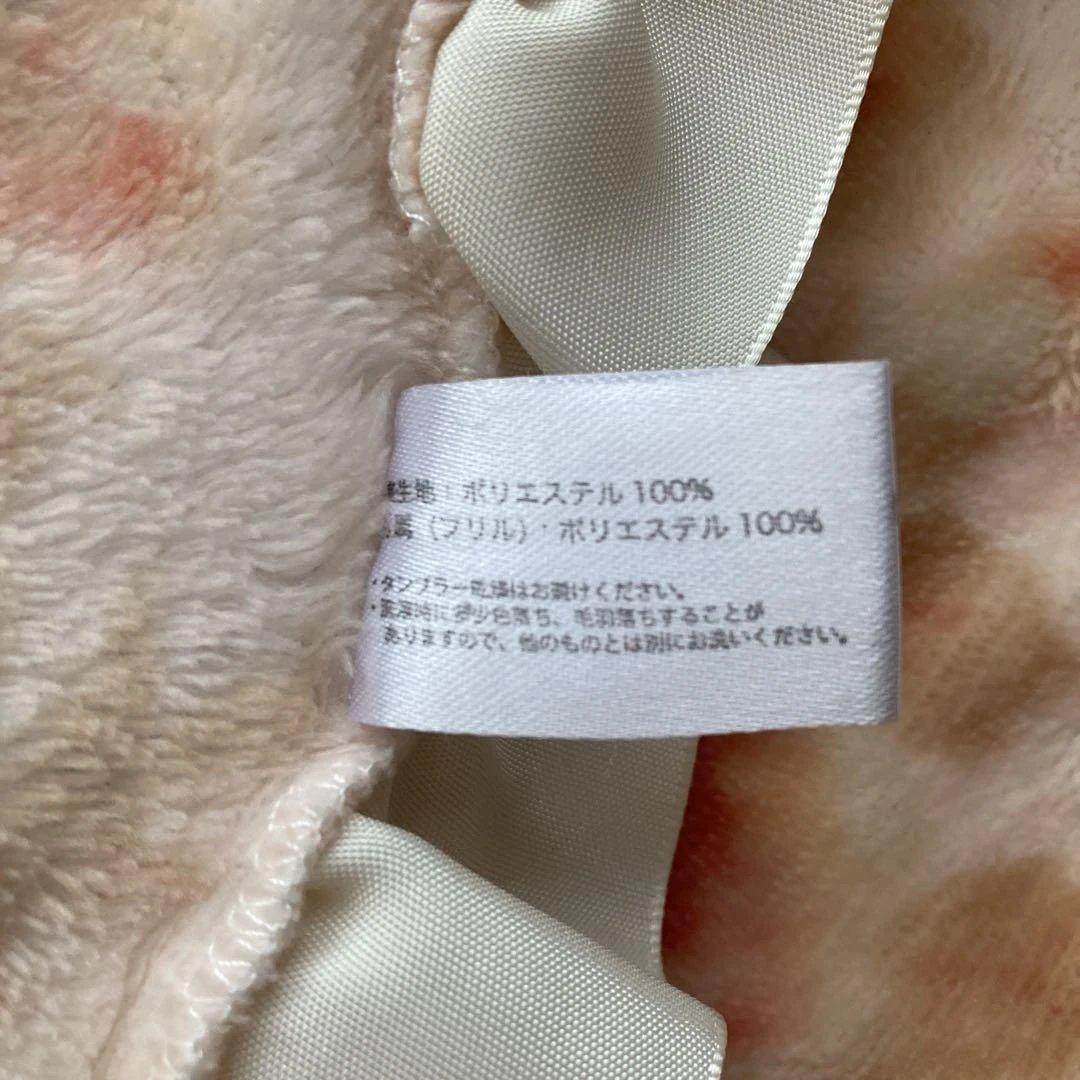 生地：ポリエステル 100%
（フリル）・ポリエステル 100%
・タンブラー乾燥はお避けください。
・洗濯時に多少色落ち、毛羽落ちすることが
ありますので、他のものとは別にお洗いください。